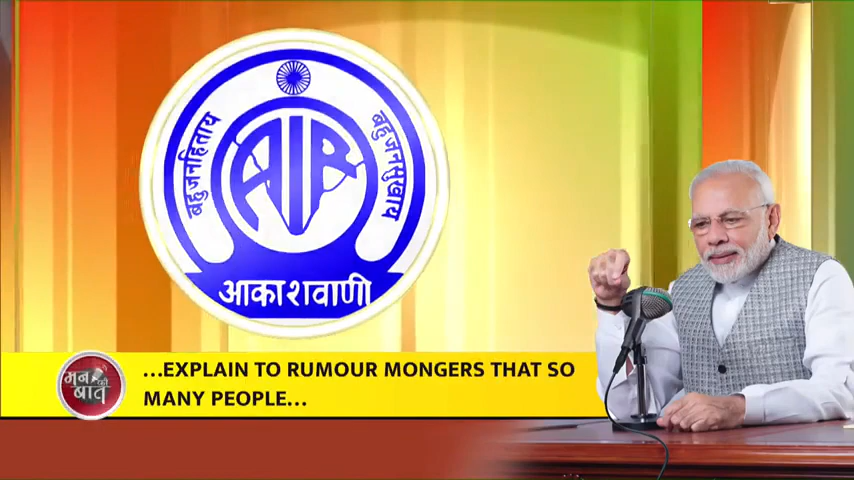 बहुजनहिताय
बहुजनसुखाय
AIR
आकाशवाणी
मन
की
बात
...EXPLAIN TO RUMOUR MONGERS THAT SO
MANY PEOPLE...